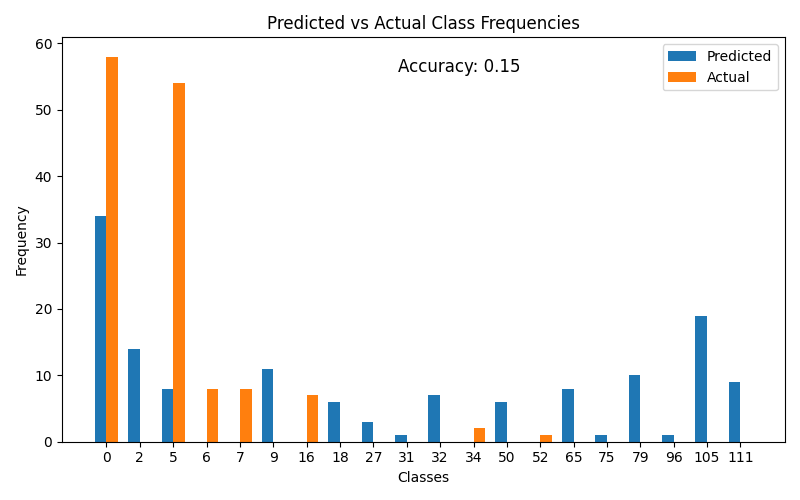 Predicted vs Actual Class Frequencies
Accuracy: 0.15
Predicted
Actual
Frequency
60
50
40
30
20
10
0
0 2 5 6 7 9 16 18 27 31 32 34 50 52 65 75 79 96 105 111
Classes